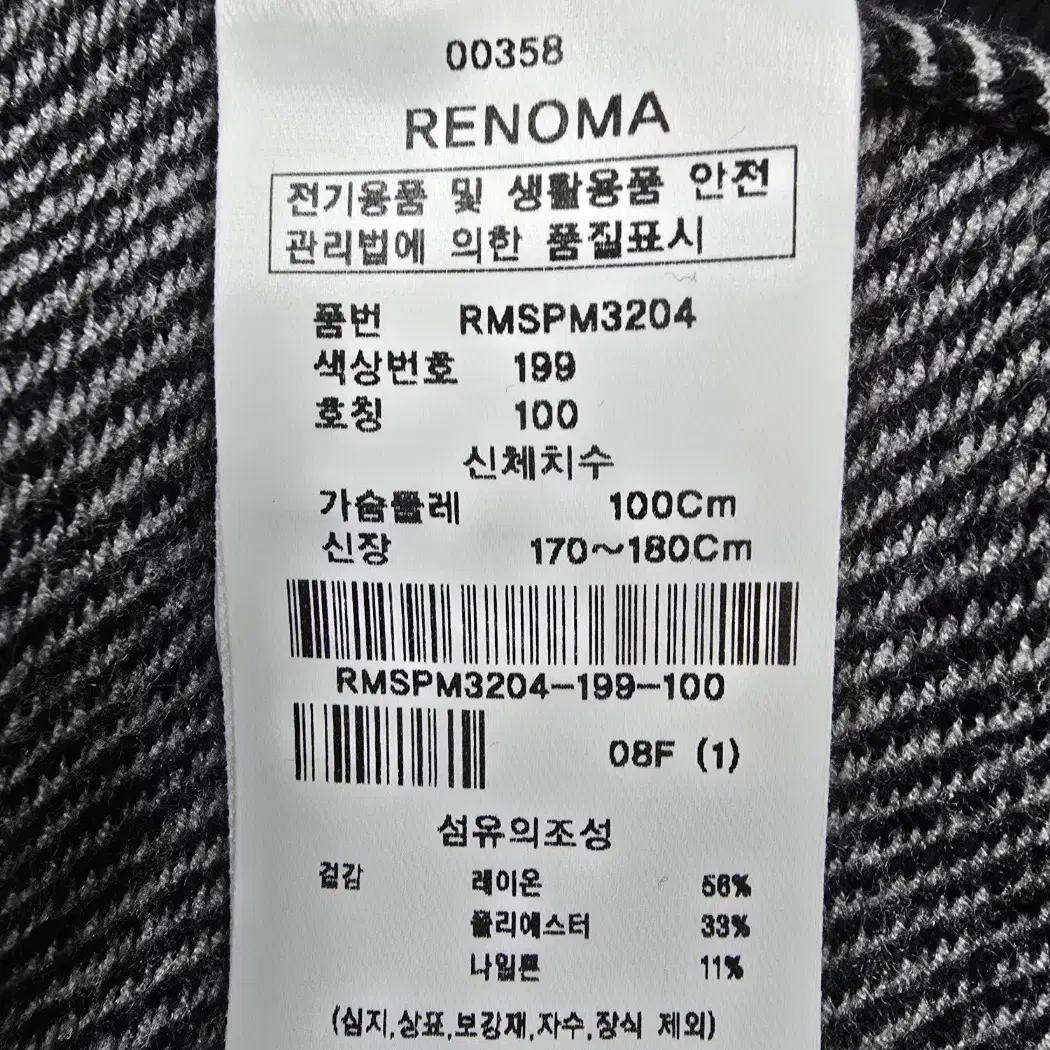 00358
RENOMA
전기용품 및 생활용품 안전
관리법에 의한 품질표시
품번 RMSPM3204
색상번호 199
호칭 100
신체치수
가슴둘레 100Cm
신장 170~180Cm
RMSPM3204-199-100
08F (1)
섬유의조성
겉감 레이온 56%
폴리에스터 33%
나일론 11%
(심지,상표,보강재,자수,장식 제외)